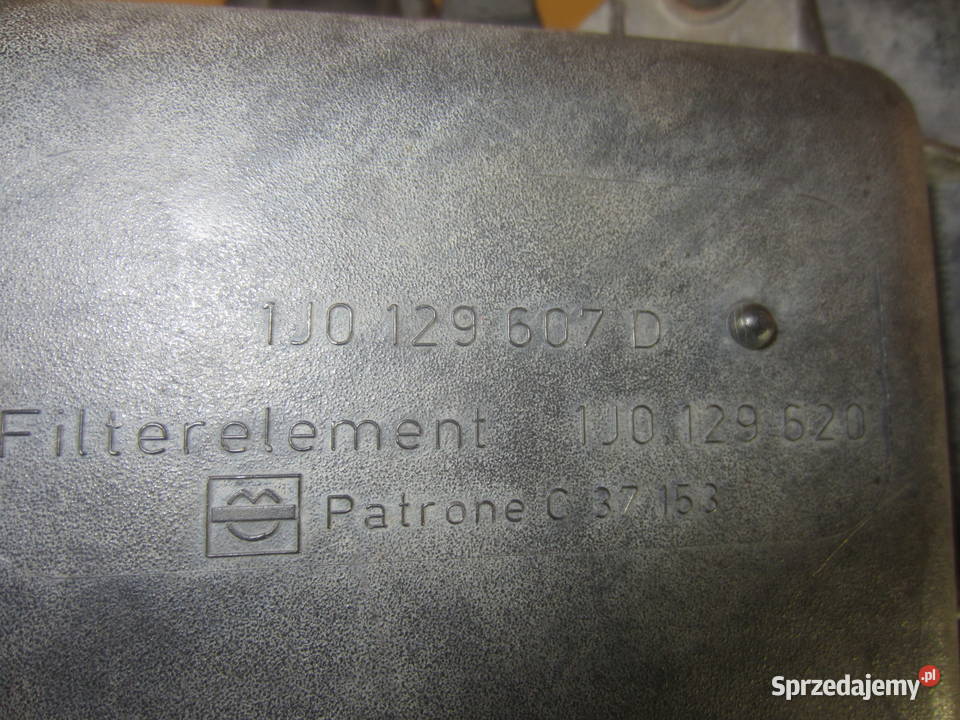 1J0 129 607 D
Filterelement 1J0 129 620
Patrone C 37 153
Sprzedajemy.pl